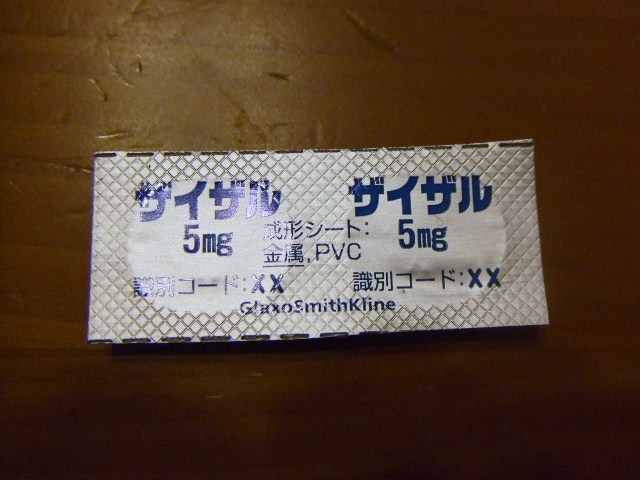 ザイザル ザイザル
5mg 成形シート: 5mg
金属,PVC
識別コード:XX 識別コード:XX
GlaxoSmithKline